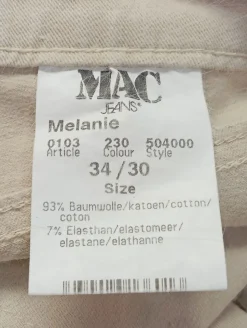 MAC
JEANS®
Melanie
0103 230 504000
Article Colour Style
34/30
Size
93% Baumwolle/katoen/cotton/
coton
7% Elasthan/elastomeer/
elastane/elathanne